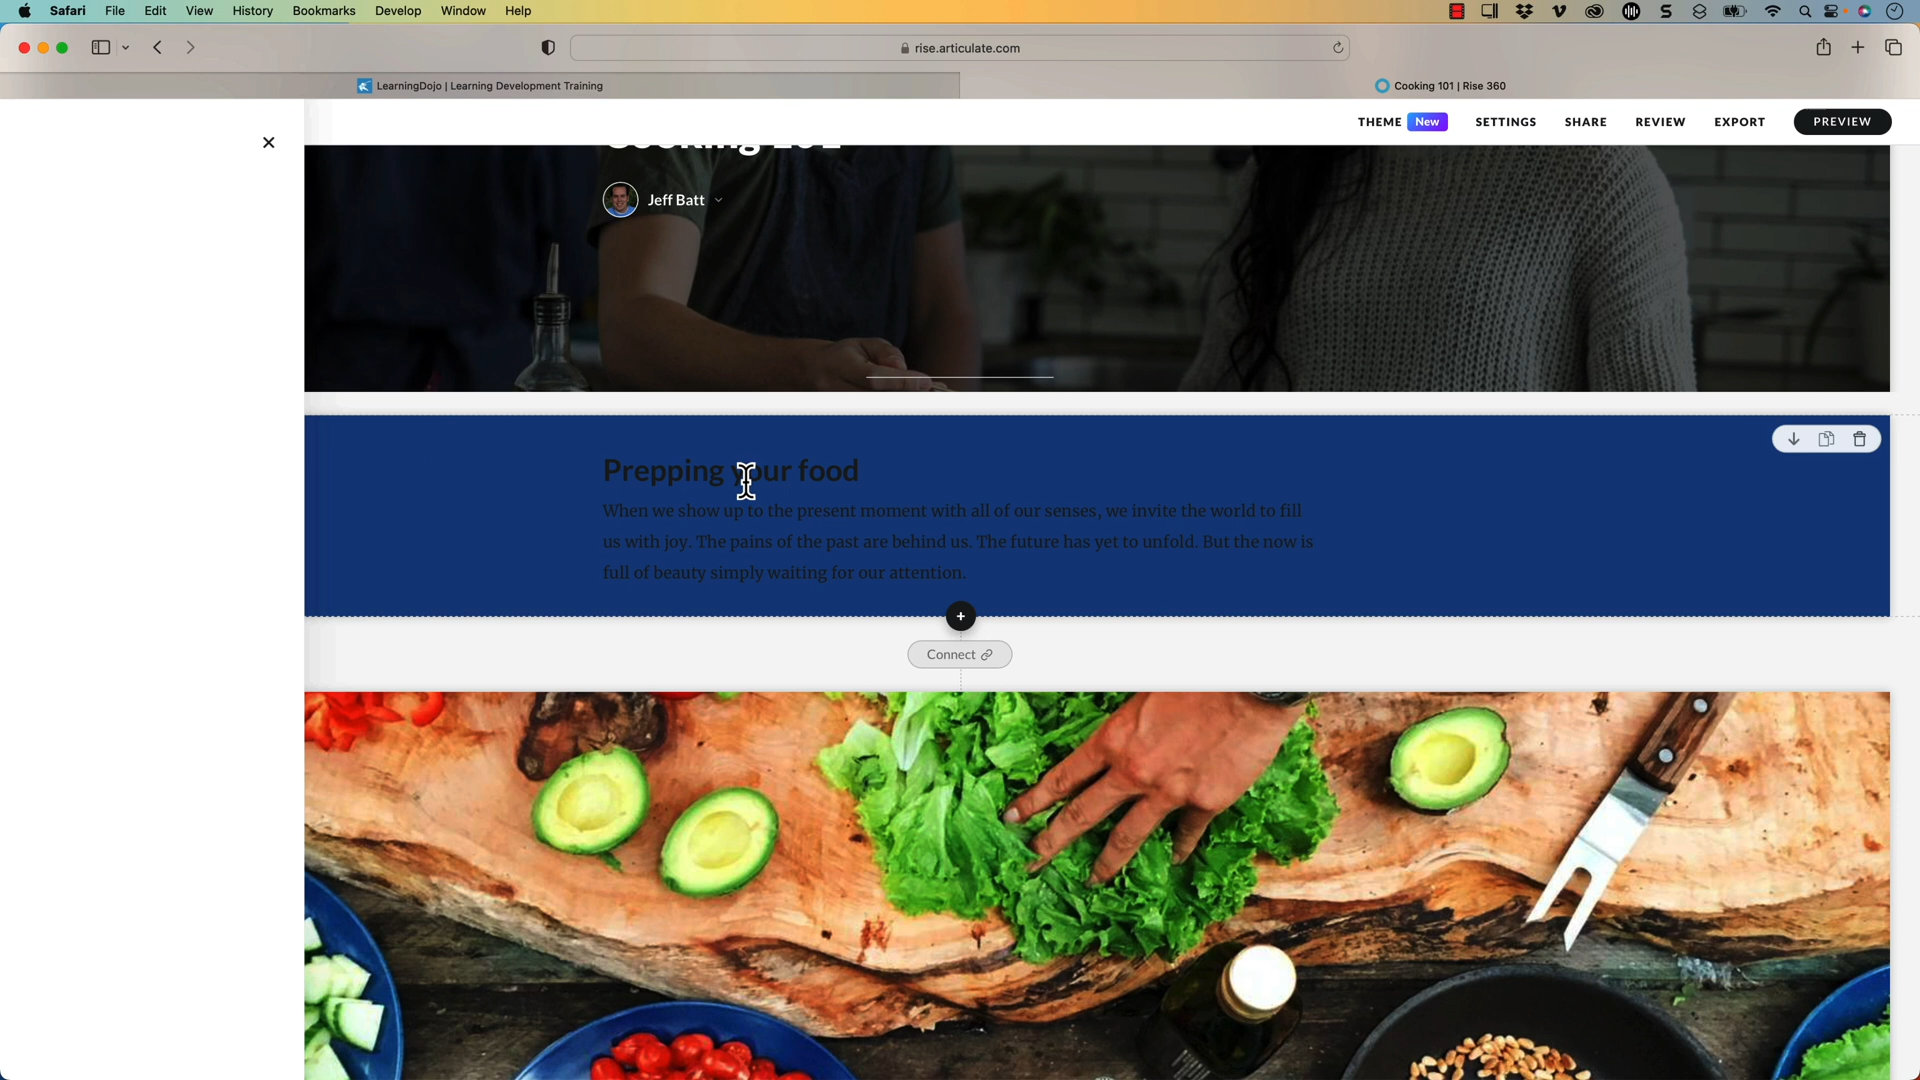 Safari File Edit View History Bookmarks Develop Window Help
rise.articulate.com
LearningDojo | Learning Development Training
Cooking 101 | Rise 360
THEME New SETTINGS SHARE REVIEW EXPORT PREVIEW
Cooking 101
Jeff Batt
Prepping your food
When we show up to the present moment with all of our senses, we invite the world to fill
us with joy. The pains of the past are behind us. The future has yet to unfold. But the now is
full of beauty simply waiting for our attention.
Connect